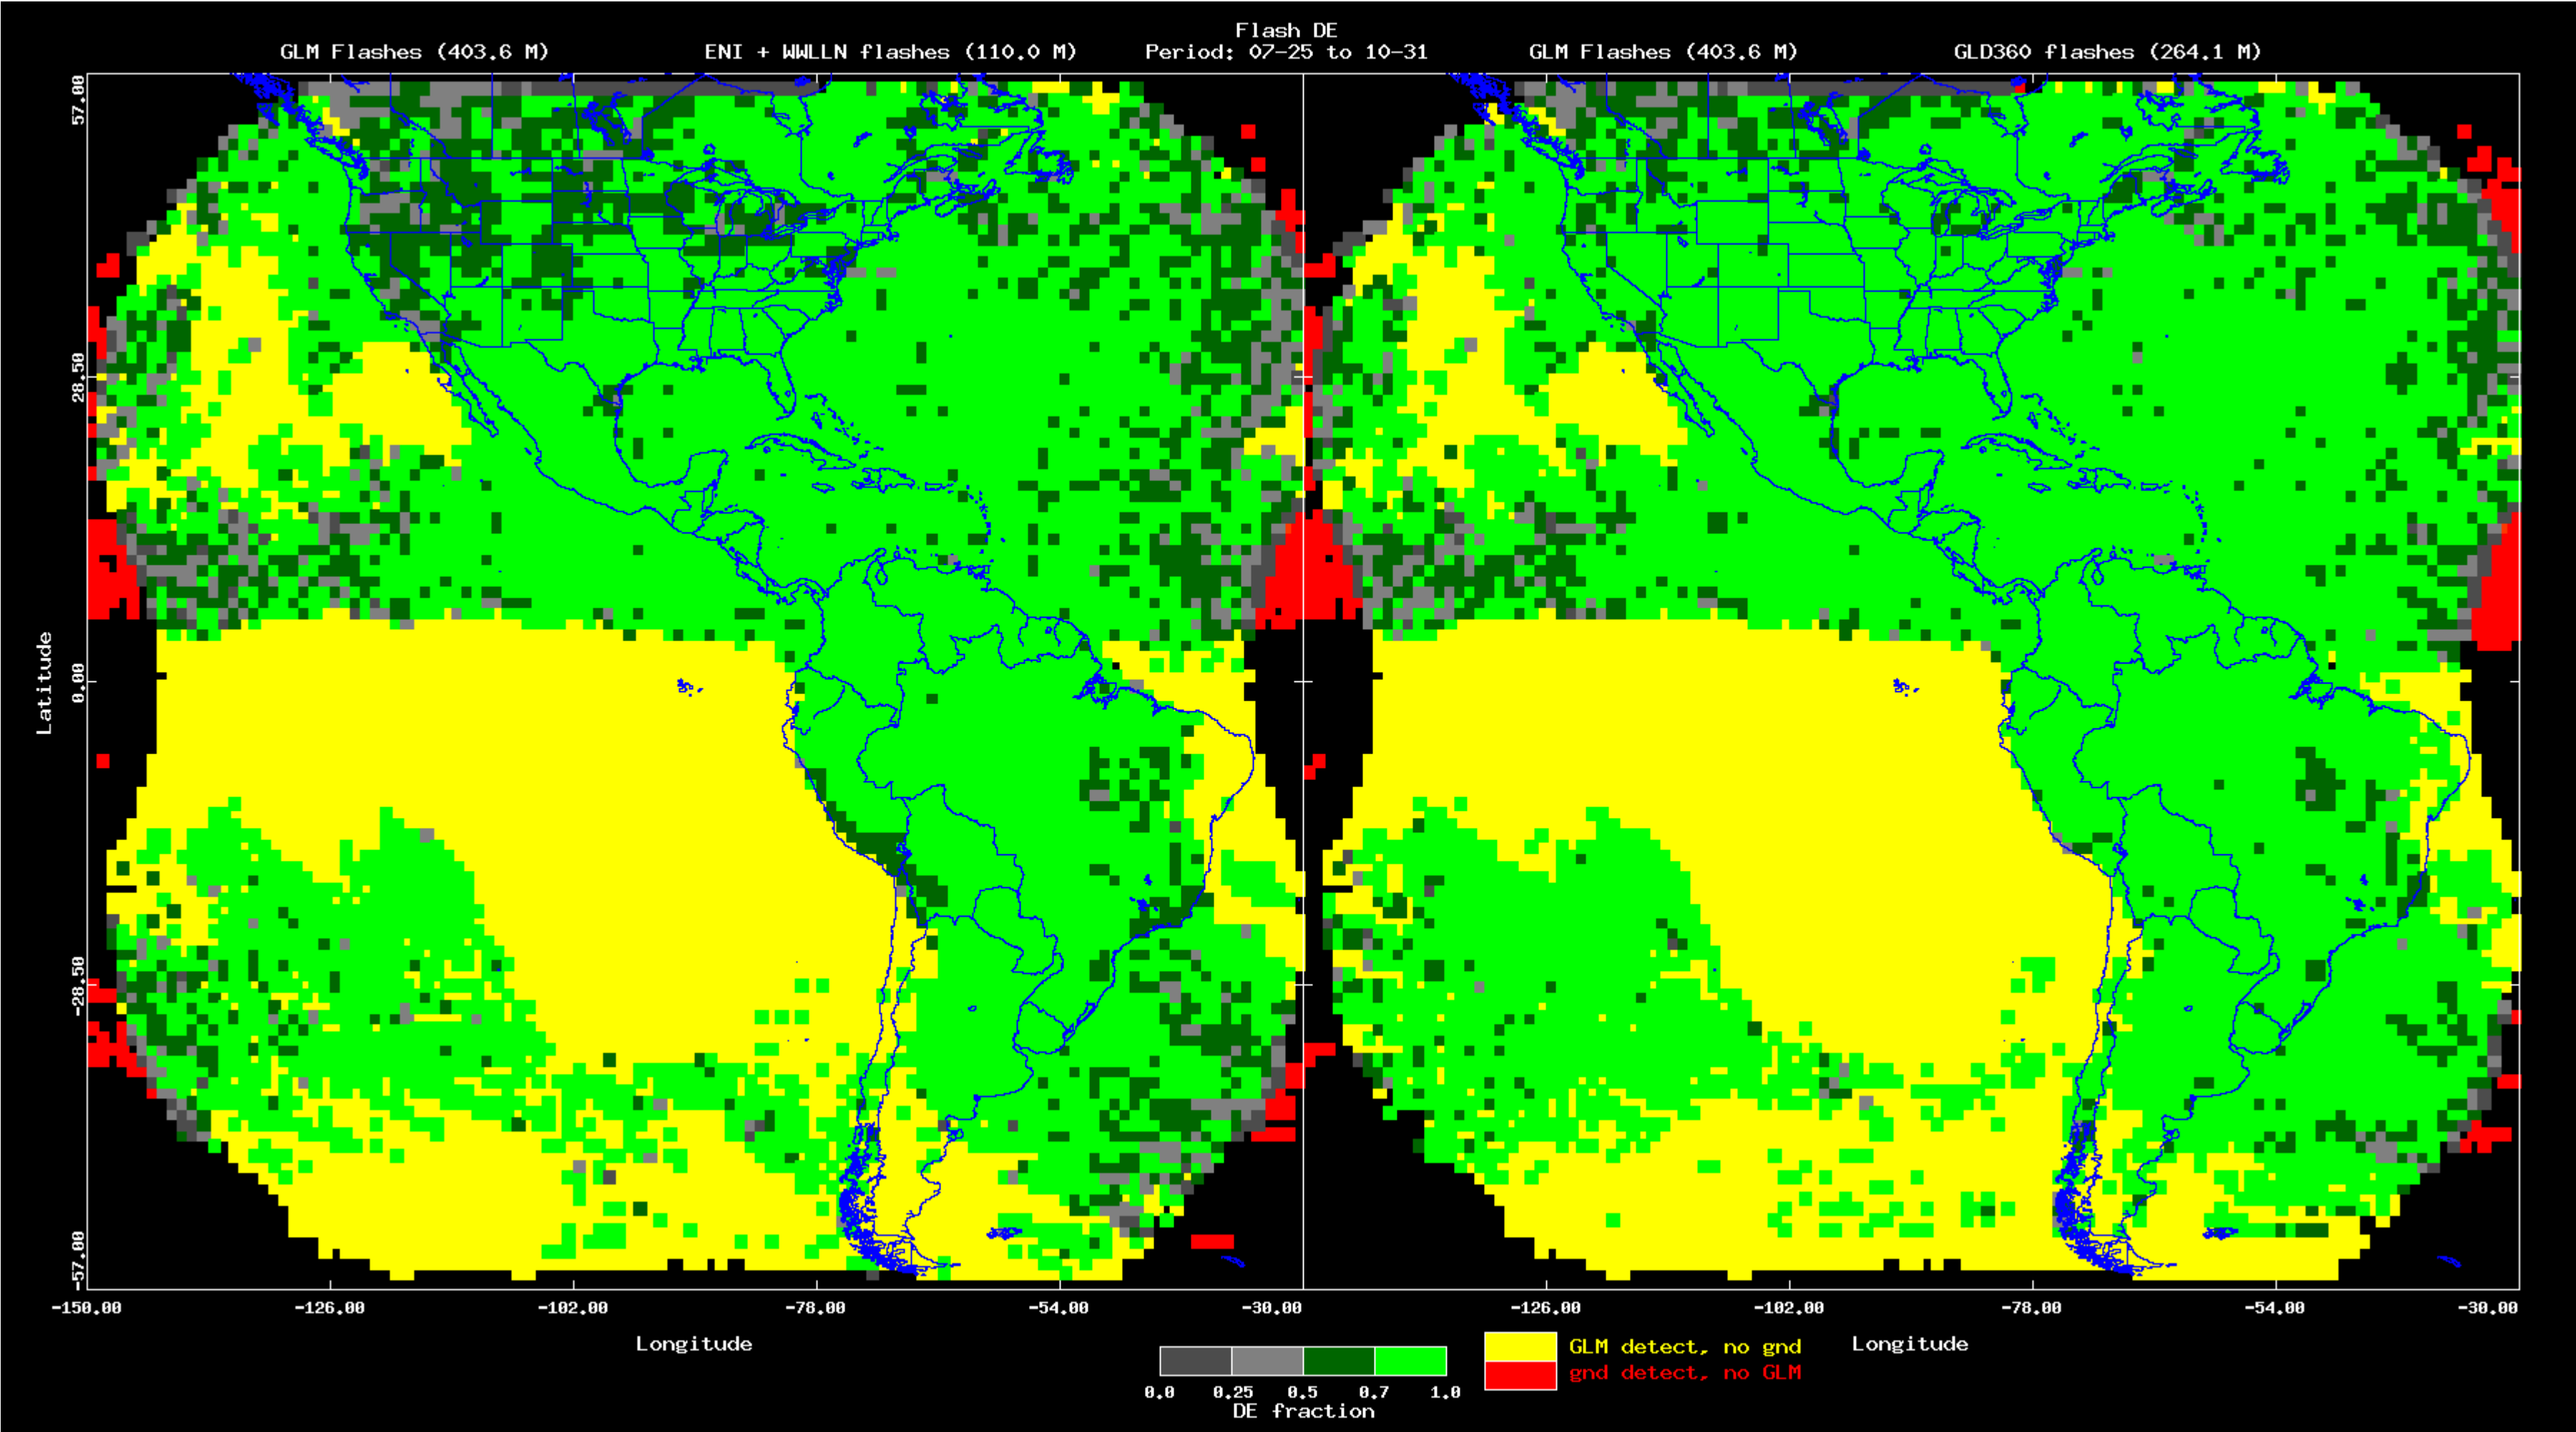 Flash DE
GLM Flashes (403.6 M) ENI + WWLLN flashes (110.0 M) Period: 07-25 to 10-31 GLM Flashes (403.6 M) GLD360 flashes (264.1 M)
57.00
28.50
Latitude
0.00
-28.50
-57.00
-150.00 -126.00 -102.00 -78.00 -54.00 -30.00 -126.00 -102.00 -78.00 -54.00 -30.00
Longitude GLM detect, no gnd Longitude
gnd detect, no GLM
0.0 0.25 0.5 0.7 1.0
DE fraction